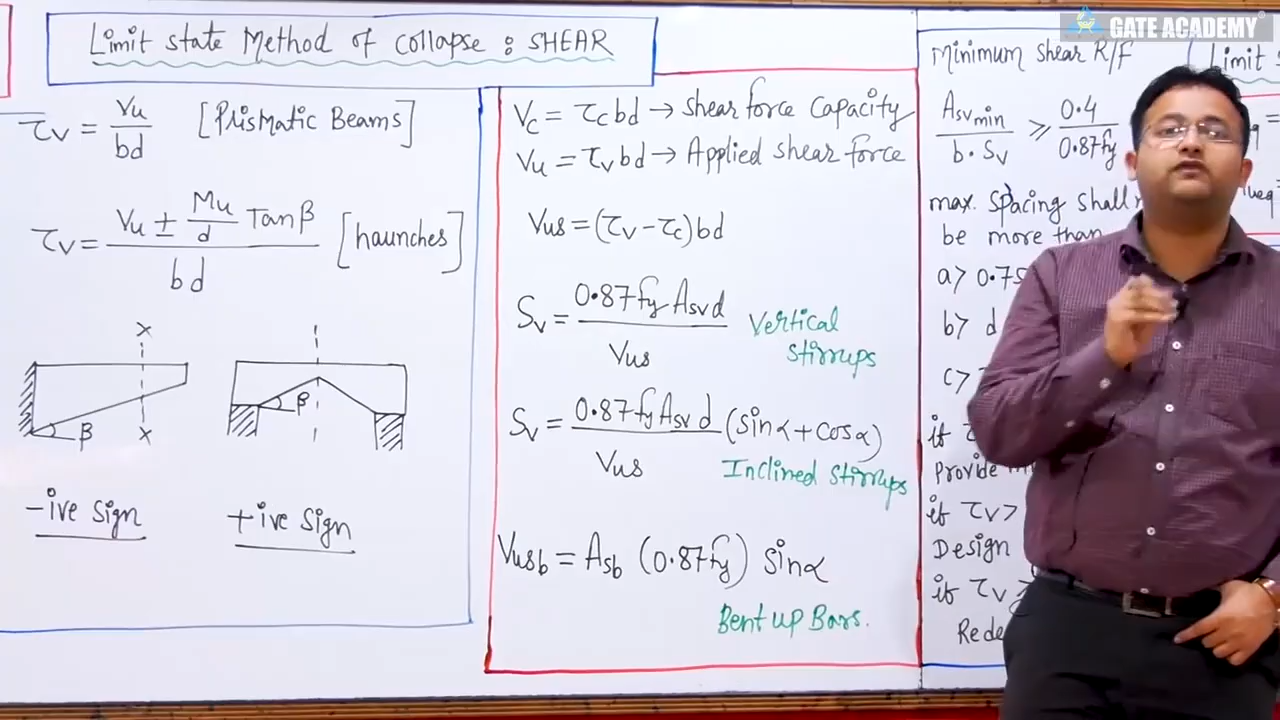 GATE ACADEMY
Limit state Method of collapse : SHEAR
τv = Vu/bd [Prismatic Beams]
τv = (Vu ± Mu/d Tanβ)/bd [haunches]
x
x
β
β
-ive sign
+ive sign
Vc = τc bd → shear force capacity
Vu = τv bd → Applied shear force
Vus = (τv - τc) bd
Sv = 0.87fy Asv d/Vus Vertical
stirrups
Sv = 0.87fy Asv d/Vus (sinα + cosα)
Inclined stirrups
Vusb = Asb (0.87fy) sinα
Bent up Bars.
Minimum shear R/F
Asv min/b·Sv ≥ 0.4/0.87fy
max. spacing shall
be more than
a> 0.75
b> d
c>
if τ
Provide
if τv >
Design
if τv
Limit